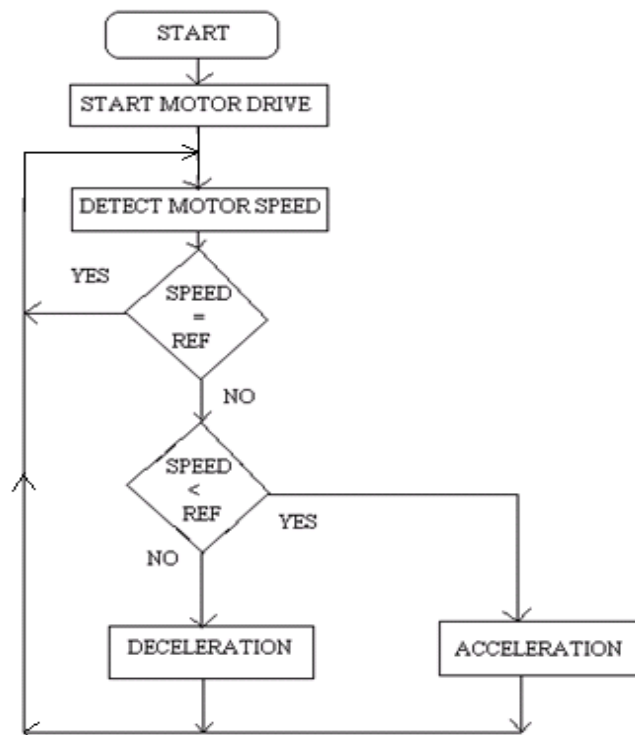 START
START MOTOR DRIVE
DETECT MOTOR SPEED
YES
SPEED
=
REF
NO
SPEED
<
REF
YES
NO
DECELERATION
ACCELERATION